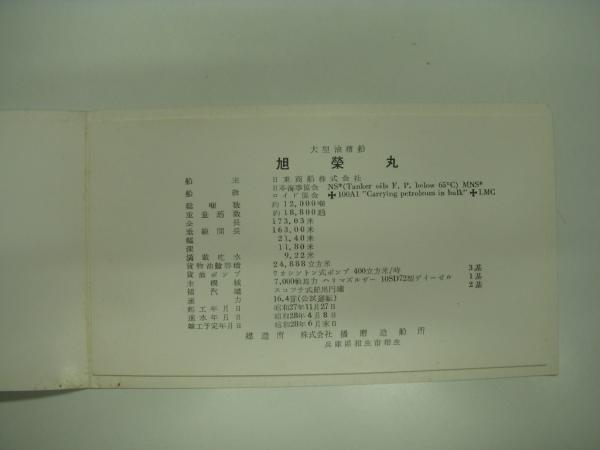 大型油槽船
旭榮丸
船主 日東商船株式会社
船級 日本海事協会 NS*(Tanker oils F. P. below 65°C) MNS*
ロイド協会 ✠100A1 "Carrying petroleum in bulk" ✠LMC
総噸数 約12,000噸
重量噸数 約18,800噸
全長 173.05米
垂線間長 163.00米
幅 21.40米
深 11.80米
満載吃水 9.22米
貨物油艙容積 24,888立方米
貨油ポンプ ワオシントン式ポンプ 400立方米/時 3基
主機械 7,000軸馬力 ハリマズルザー 10SD72型デイーゼル 1基
補汽罐 スコツチ式筋黒円罐 2基
速力 16.4節(公試運転)
起工年月日 昭和27年11月27日
進水年月日 昭和28年4月8日
竣工予定年月日 昭和28年6月末日
建造所 株式会社 播磨造船所
兵庫県相生市相生